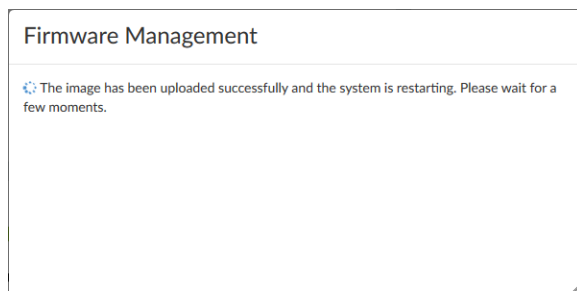 Firmware Management
The image has been uploaded successfully and the system is restarting. Please wait for a
few moments.